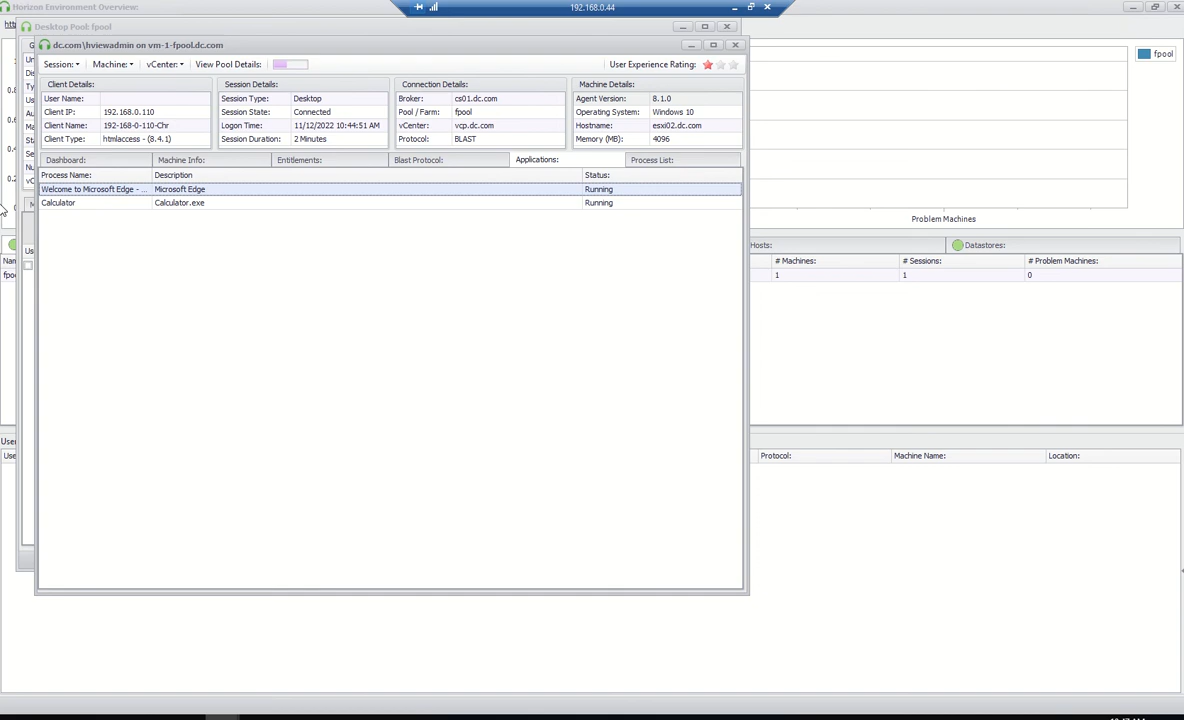 Horizon Environment Overview:
192.168.0.44
Desktop Pool: fpool
dc.com\hviewadmin on vm-1-fpool.dc.com
fpool
Session: Machine: vCenter: View Pool Details: User Experience Rating:
Client Details: Session Details: Connection Details: Machine Details:
User Name: Session Type: Desktop Broker: cs01.dc.com Agent Version: 8.1.0
Client IP: 192.168.0.110 Session State: Connected Pool / Farm: fpool Operating System: Windows 10
Client Name: 192-168-0-110-Chr Logon Time: 11/12/2022 10:44:51 AM vCenter: vcp.dc.com Hostname: esxi02.dc.com
Client Type: htmlaccess - (8.4.1) Session Duration: 2 Minutes Protocol: BLAST Memory (MB): 4096
Dashboard: Machine Info: Entitlements: Blast Protocol: Applications: Process List:
Process Name: Description Status:
Welcome to Microsoft Edge - ... Microsoft Edge Running
Calculator Calculator.exe Running
Problem Machines
Hosts: Datastores:
# Machines: # Sessions: # Problem Machines:
1 1 0
Protocol: Machine Name: Location: